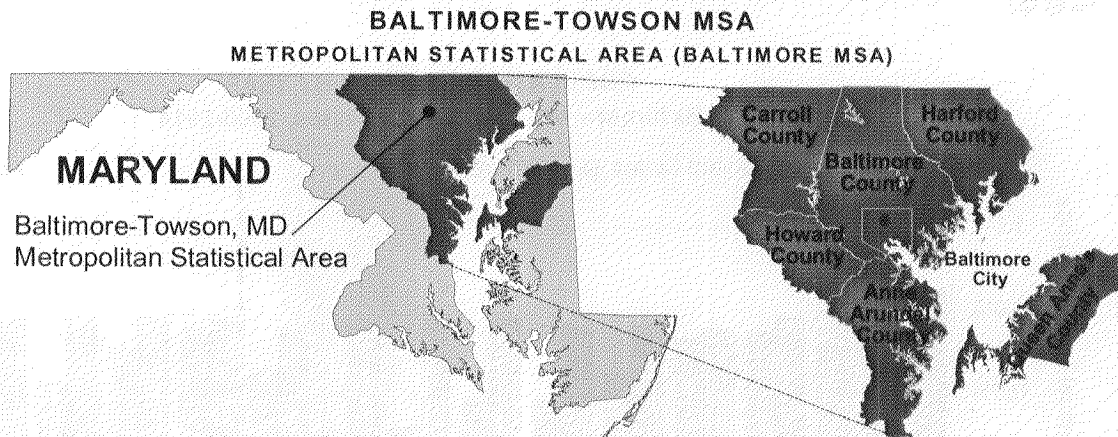 BALTIMORE-TOWSON MSA
METROPOLITAN STATISTICAL AREA (BALTIMORE MSA)
MARYLAND
Baltimore-Towson, MD
Metropolitan Statistical Area
Carroll
County
Harford
County
Baltimore
County
Howard
County
Baltimore
City
Anne
Arundel
County
Queen Anne's
County